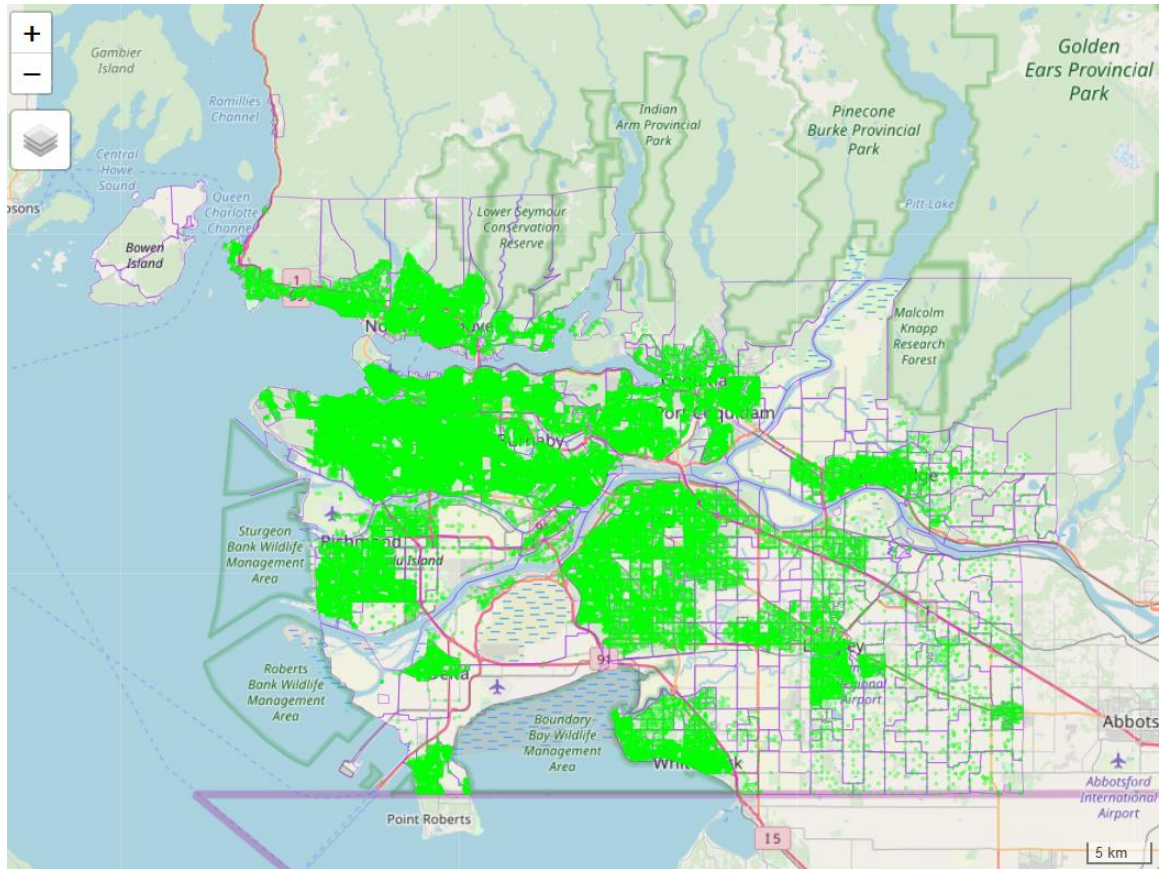 +
−
Gambier
Island
Ramillies
Channel
Central
Howe
Sound
Queen
Charlotte
Channel
Bowen
Island
1
Lower Seymour
Conservation
Reserve
Indian
Arm Provincial
Park
Pinecone
Burke Provincial
Park
Golden
Ears Provincial
Park
Pitt Lake
Malcolm
Knapp
Research
Forest
Port Coquitlam
Burnaby
Richmond
Sturgeon
Bank Wildlife
Management
Area
Roberts
Bank Wildlife
Management
Area
91
Boundary
Bay Wildlife
Management
Area
Point Roberts
I 5
Abbots
Abbotsford
International
Airport
5 km